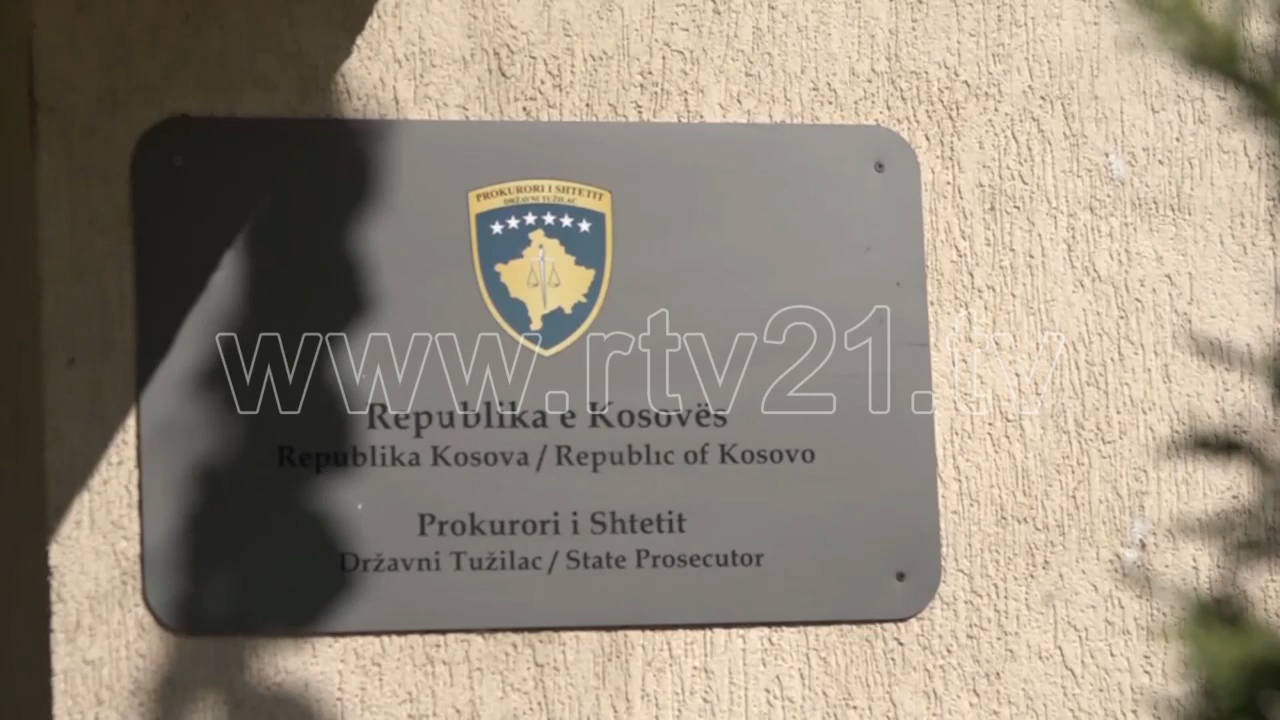 PROKURORI I SHTETIT
DRŽAVNI TUŽILAC
www.rtv21.tv
Republika e Kosovës
Republika Kosova / Republic of Kosovo
Prokurori i Shtetit
Državni Tužilac / State Prosecutor